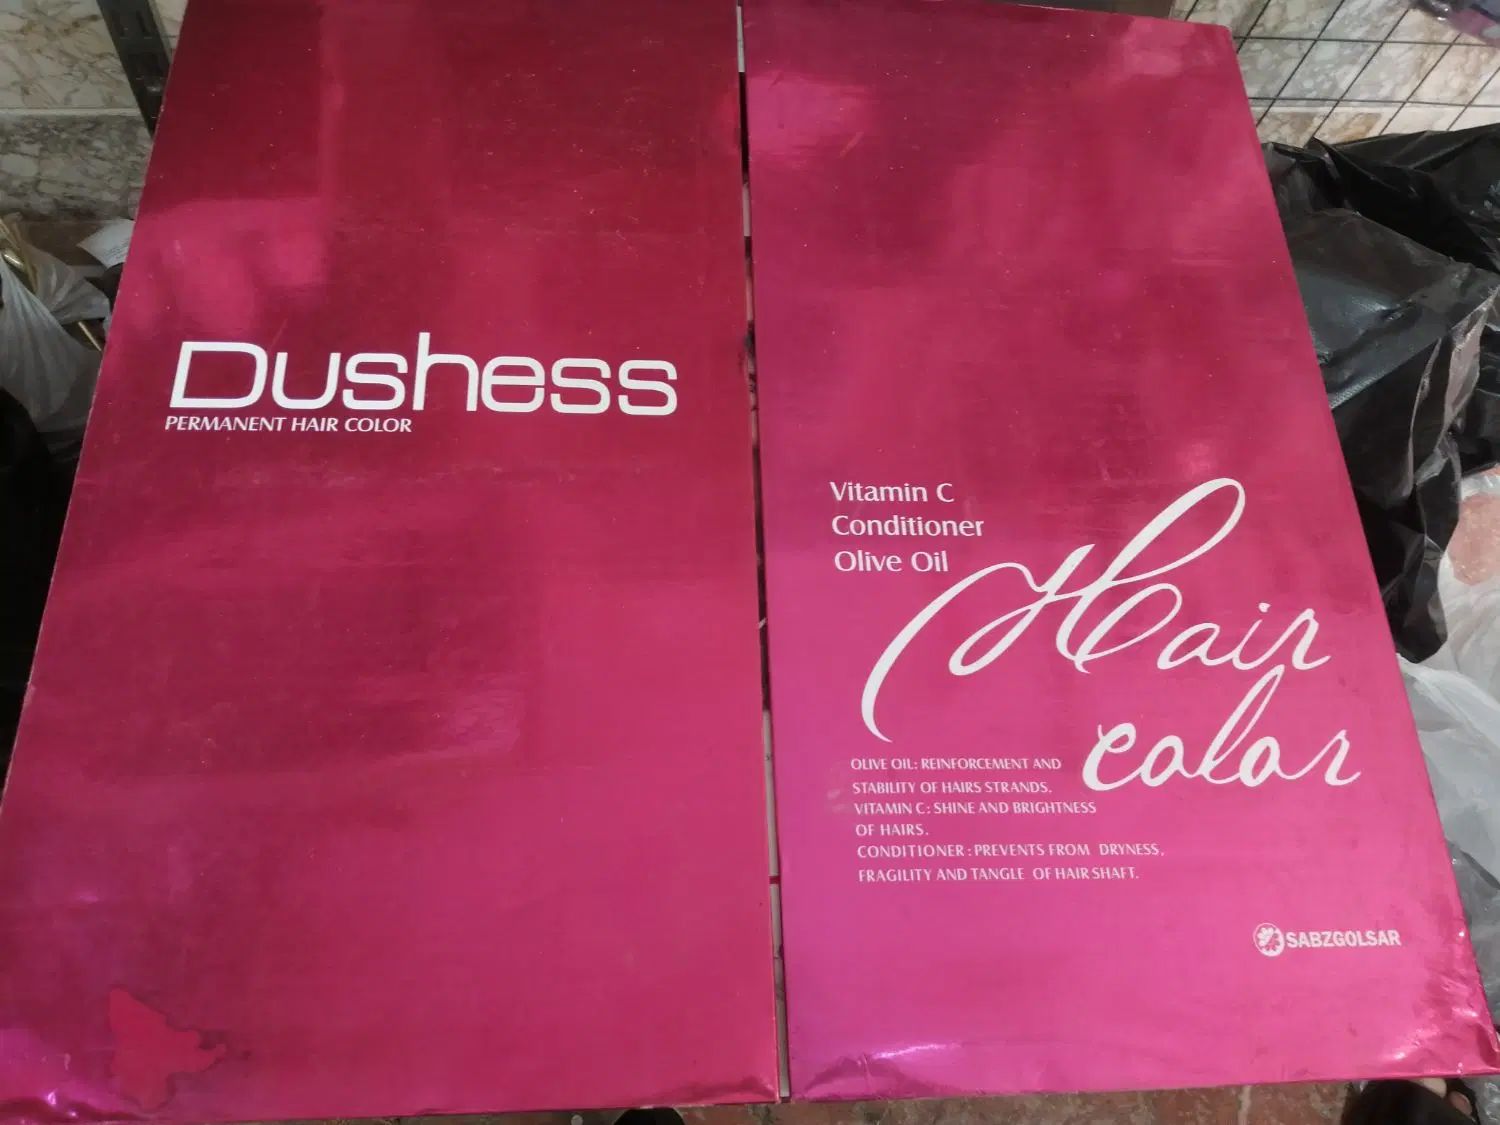 Dushess
PERMANENT HAIR COLOR
Vitamin C
Conditioner
Olive Oil
Hair
color
OLIVE OIL: REINFORCEMENT AND
STABILITY OF HAIRS STRANDS.
VITAMIN C: SHINE AND BRIGHTNESS
OF HAIRS.
CONDITIONER: PREVENTS FROM DRYNESS,
FRAGILITY AND TANGLE OF HAIR SHAFT.
SABZGOLSAR